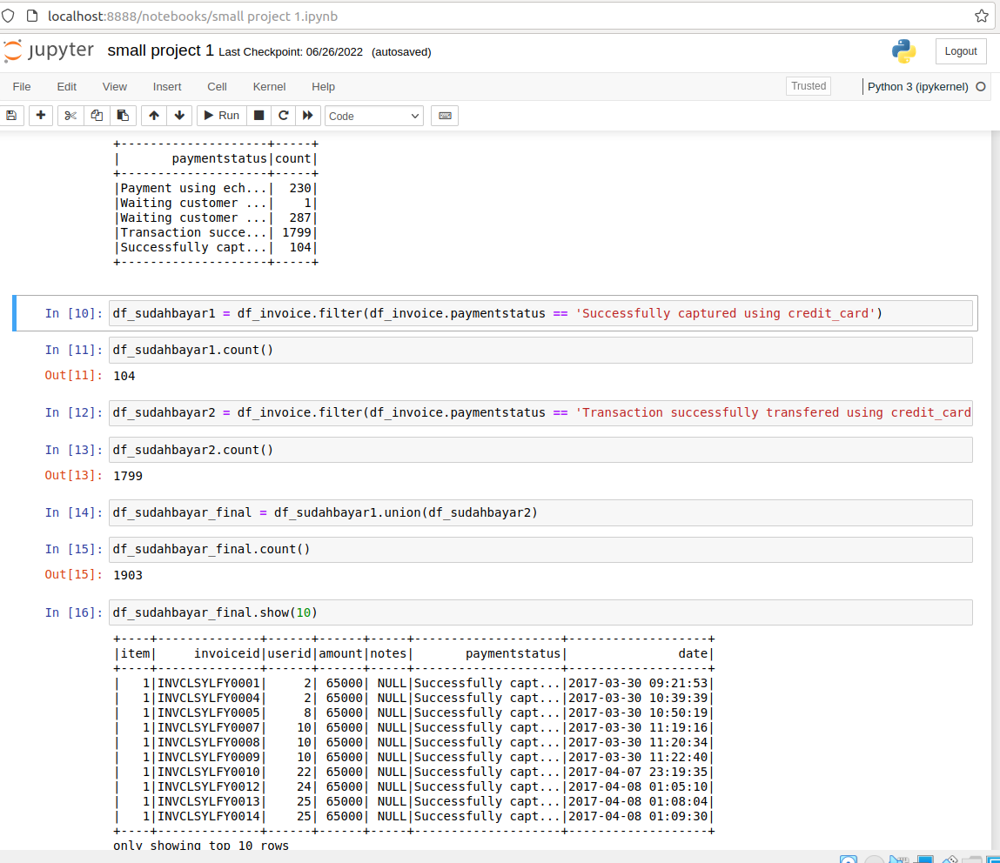 localhost:8888/notebooks/small project 1.ipynb
jupyter small project 1 Last Checkpoint: 06/26/2022 (autosaved)
Logout
File Edit View Insert Cell Kernel Help Trusted Python 3 (ipykernel)
Run Code
+--------------------+-----+
|       paymentstatus|count|
+--------------------+-----+
|Payment using ech...|  230|
|Waiting customer ...|    1|
|Waiting customer ...|  287|
|Transaction succe...| 1799|
|Successfully capt...|  104|
+--------------------+-----+
In [10]: df_sudahbayar1 = df_invoice.filter(df_invoice.paymentstatus == 'Successfully captured using credit_card')
In [11]: df_sudahbayar1.count()
Out[11]: 104
In [12]: df_sudahbayar2 = df_invoice.filter(df_invoice.paymentstatus == 'Transaction successfully transfered using credit_card
In [13]: df_sudahbayar2.count()
Out[13]: 1799
In [14]: df_sudahbayar_final = df_sudahbayar1.union(df_sudahbayar2)
In [15]: df_sudahbayar_final.count()
Out[15]: 1903
In [16]: df_sudahbayar_final.show(10)
+----+--------------+------+------+-----+--------------------+-------------------+
|item|     invoiceid|userid|amount|notes|       paymentstatus|               date|
+----+--------------+------+------+-----+--------------------+-------------------+
|   1|INVCLSYLFY0001|     2| 65000| NULL|Successfully capt...|2017-03-30 09:21:53|
|   1|INVCLSYLFY0004|     2| 65000| NULL|Successfully capt...|2017-03-30 10:39:39|
|   1|INVCLSYLFY0005|     8| 65000| NULL|Successfully capt...|2017-03-30 10:50:19|
|   1|INVCLSYLFY0007|    10| 65000| NULL|Successfully capt...|2017-03-30 11:19:16|
|   1|INVCLSYLFY0008|    10| 65000| NULL|Successfully capt...|2017-03-30 11:20:34|
|   1|INVCLSYLFY0009|    10| 65000| NULL|Successfully capt...|2017-03-30 11:22:40|
|   1|INVCLSYLFY0010|    22| 65000| NULL|Successfully capt...|2017-04-07 23:19:35|
|   1|INVCLSYLFY0012|    24| 65000| NULL|Successfully capt...|2017-04-08 01:05:10|
|   1|INVCLSYLFY0013|    25| 65000| NULL|Successfully capt...|2017-04-08 01:08:04|
|   1|INVCLSYLFY0014|    25| 65000| NULL|Successfully capt...|2017-04-08 01:09:30|
+----+--------------+------+------+-----+--------------------+-------------------+
only showing top 10 rows